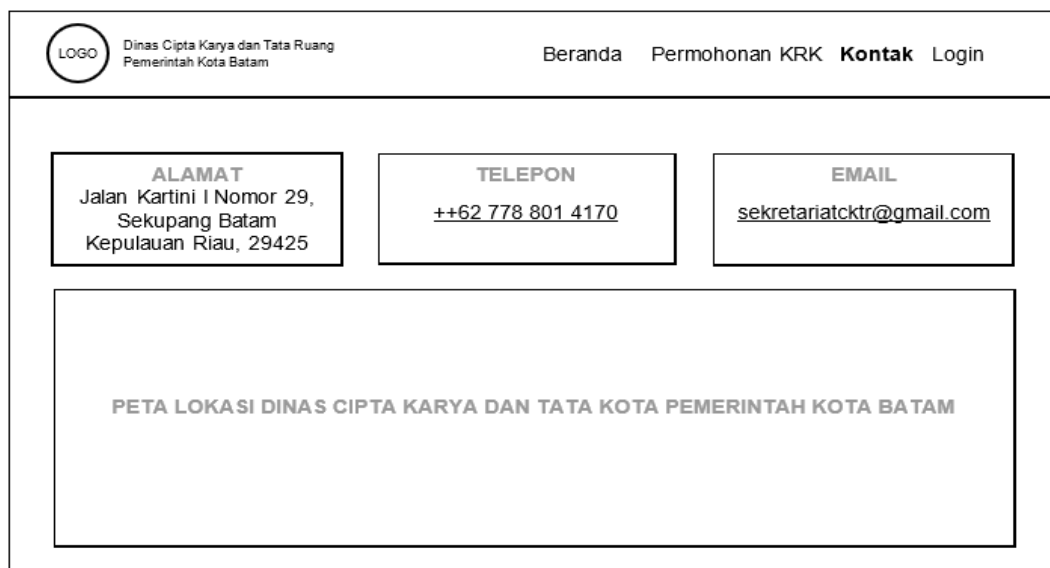 LOGO
Dinas Cipta Karya dan Tata Ruang
Pemerintah Kota Batam
Beranda Permohonan KRK Kontak Login
ALAMAT
Jalan Kartini I Nomor 29,
Sekupang Batam
Kepulauan Riau, 29425
TELEPON
++62 778 801 4170
EMAIL
sekretariatcktr@gmail.com
PETA LOKASI DINAS CIPTA KARYA DAN TATA KOTA PEMERINTAH KOTA BATAM